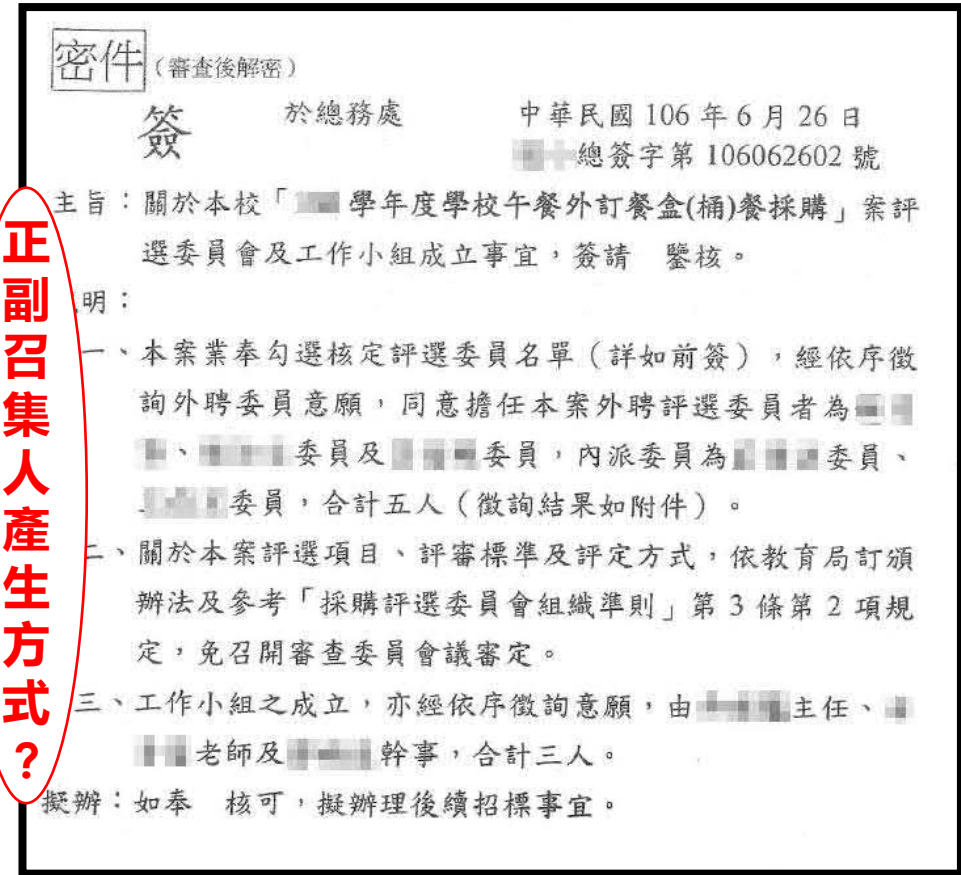 密件(審查後解密)
簽 於總務處 中華民國 106 年 6 月 26 日
總簽字第 106062602 號
主旨：關於本校「 學年度學校午餐外訂餐盒(桶)餐採購」案評
選委員會及工作小組成立事宜，簽請 鑒核。
明：
一、本案業奉勾選核定評選委員名單（詳如前簽），經依序徵
詢外聘委員意願，同意擔任本案外聘評選委員者為
、 委員及 委員，內派委員為 委員、
委員，合計五人（徵詢結果如附件）。
二、關於本案評選項目、評審標準及評定方式，依教育局訂頒
辦法及參考「採購評選委員會組織準則」第 3 條第 2 項規
定，免召開審查委員會議審定。
三、工作小組之成立，亦經依序徵詢意願，由 主任、
老師及 幹事，合計三人。
擬辦：如奉 核可，擬辦理後續招標事宜。
正副召集人產生方式？